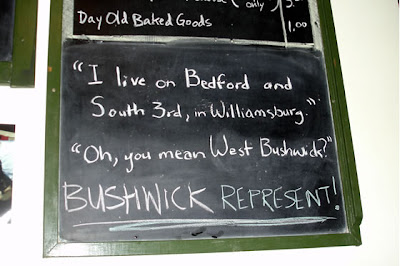 only)
Day Old Baked Goods 1.00
"I live on Bedford and
South 3rd, in Williamsburg."
"Oh, you mean West Bushwick?"
BUSHWICK REPRESENT!